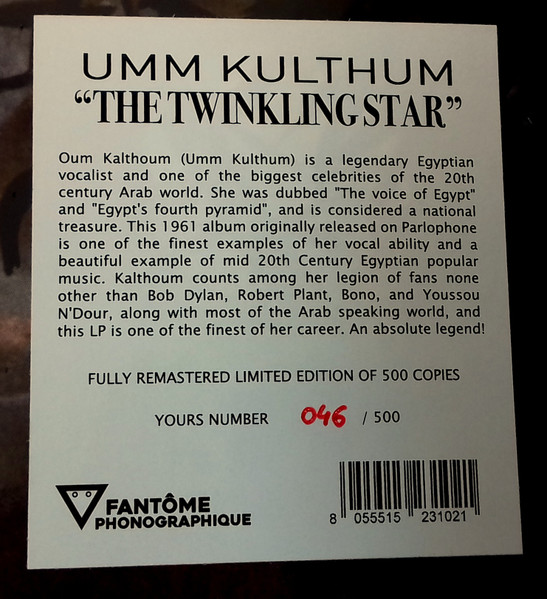 UMM KULTHUM
“THE TWINKLING STAR”
Oum Kalthoum (Umm Kulthum) is a legendary Egyptian
vocalist and one of the biggest celebrities of the 20th
century Arab world. She was dubbed "The voice of Egypt"
and "Egypt's fourth pyramid", and is considered a national
treasure. This 1961 album originally released on Parlophone
is one of the finest examples of her vocal ability and a
beautiful example of mid 20th Century Egyptian popular
music. Kalthoum counts among her legion of fans none
other than Bob Dylan, Robert Plant, Bono, and Youssou
N'Dour, along with most of the Arab speaking world, and
this LP is one of the finest of her career. An absolute legend!
FULLY REMASTERED LIMITED EDITION OF 500 COPIES
YOURS NUMBER 046 / 500
FANTÔME
PHONOGRAPHIQUE
8 055515 231021